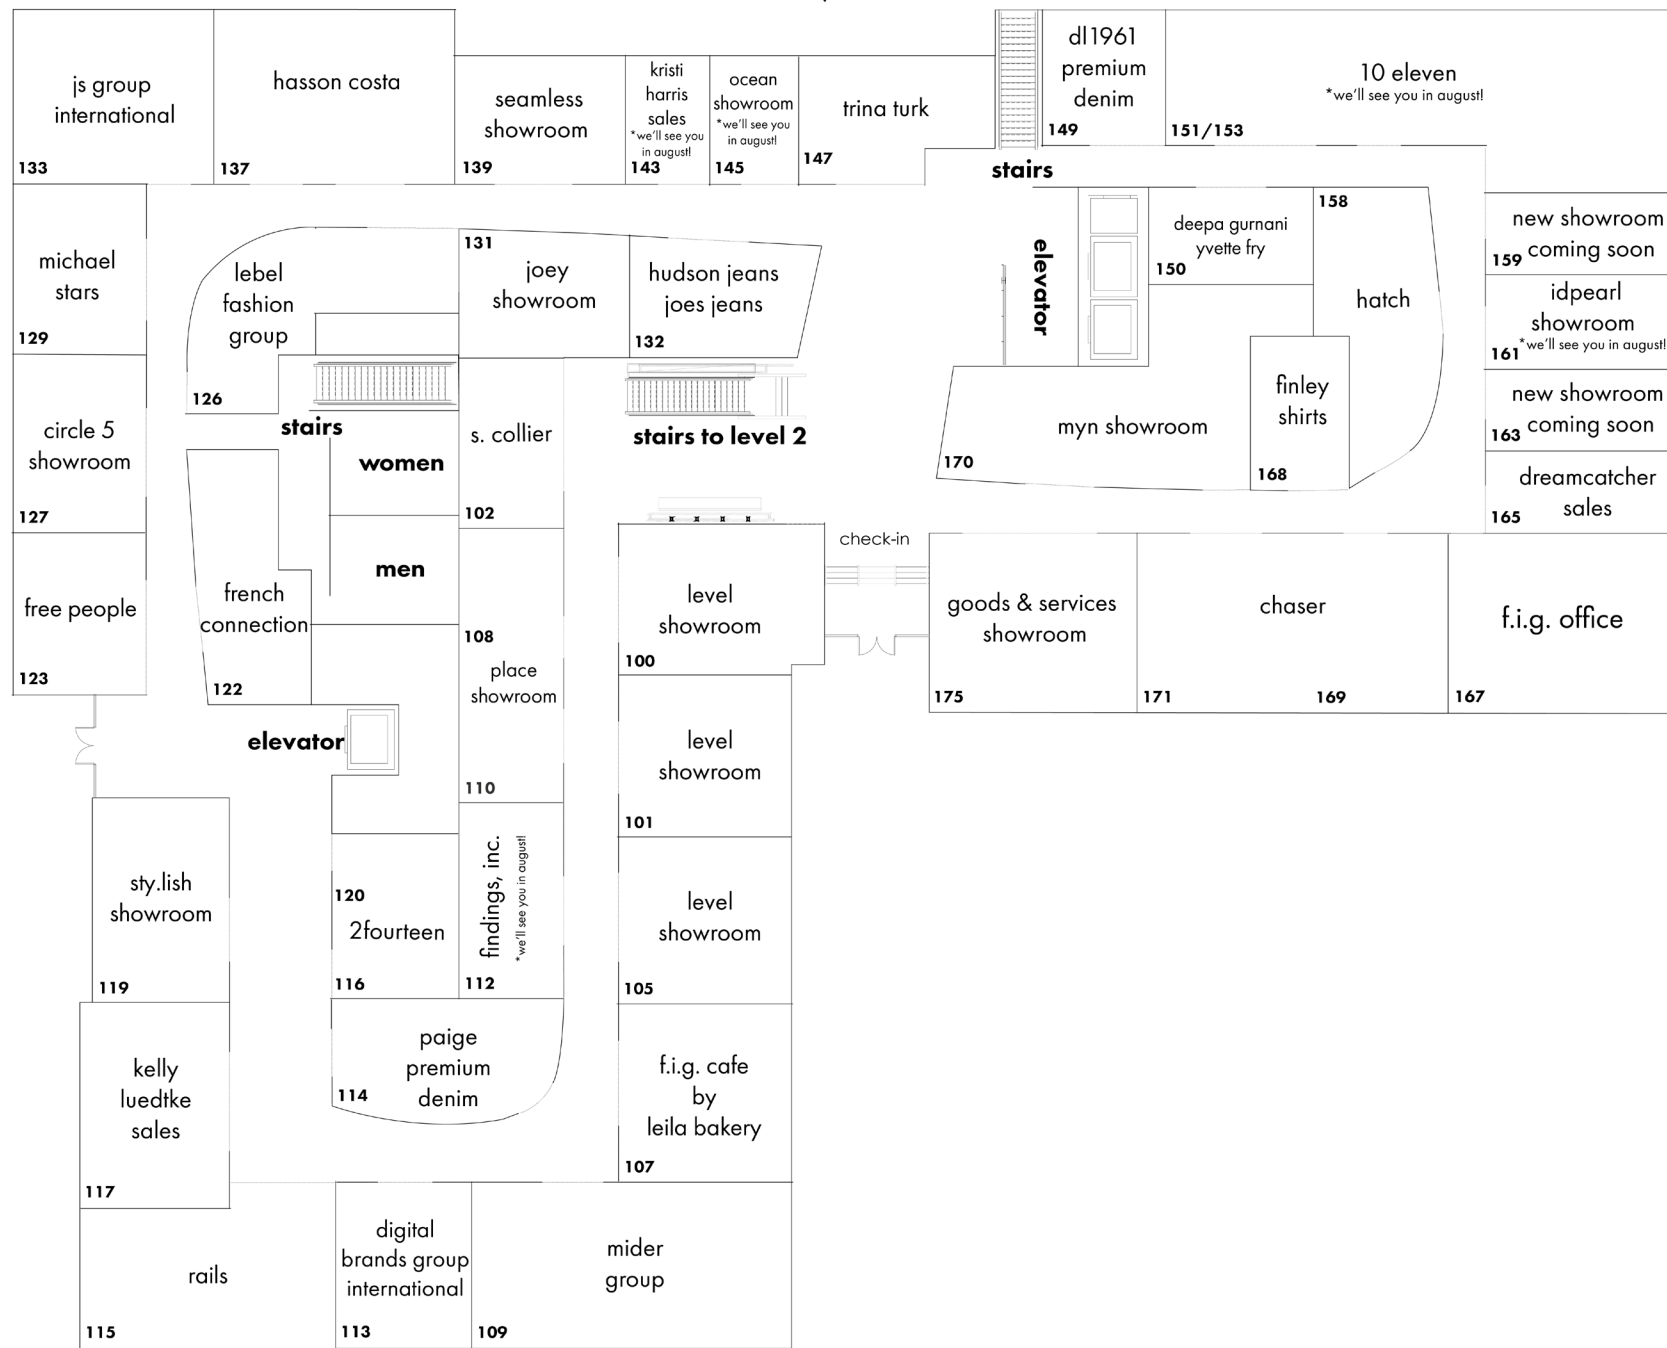 js group
international
133
hasson costa
137
seamless
showroom
139
kristi
harris
sales
*we'll see you
in august!
143
ocean
showroom
*we'll see you
in august!
145
trina turk
147
stairs
dl1961
premium
denim
149
10 eleven
*we'll see you in august!
151/153
michael
stars
129
lebel
fashion
group
126
131
joey
showroom
hudson jeans
joes jeans
132
elevator
deepa gurnani
yvette fry
150
158
hatch
new showroom
159 coming soon
idpearl
showroom
161 *we'll see you in august!
new showroom
163 coming soon
dreamcatcher
sales
165
circle 5
showroom
127
stairs
women
s. collier
102
stairs to level 2
myn showroom
170
finley
shirts
168
free people
123
french
connection
122
men
108
place
showroom
110
level
showroom
100
check-in
goods & services
showroom
175
chaser
171
169
f.i.g. office
167
elevator
level
showroom
101
sty.lish
showroom
119
120
2fourteen
116
findings, inc.
*we'll see you in august!
112
level
showroom
105
kelly
luedtke
sales
117
paige
premium
denim
114
f.i.g. cafe
by
leila bakery
107
rails
115
digital
brands group
international
113
mider
group
109